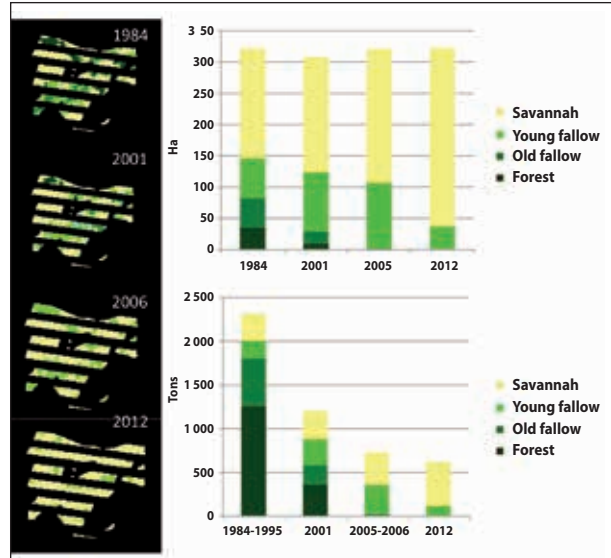 1984
2001
2006
2012
3 50
300
250
200
150
100
50
0
Ha
1984 2001 2005 2012
Savannah
Young fallow
Old fallow
Forest
2 500
2 000
1 500
1 000
500
0
Tons
1984-1995 2001 2005-2006 2012
Savannah
Young fallow
Old fallow
Forest